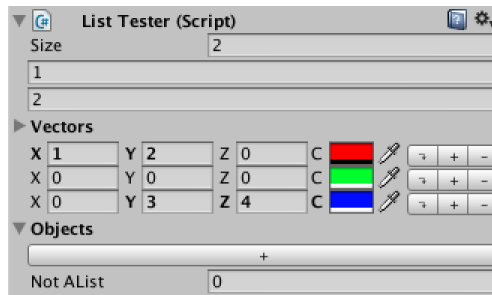 List Tester (Script)
Size 2
1
2
Vectors
X 1 Y 2 Z 0 C + -
X 0 Y 0 Z 0 C + -
X 0 Y 3 Z 4 C + -
Objects
+
Not AList 0